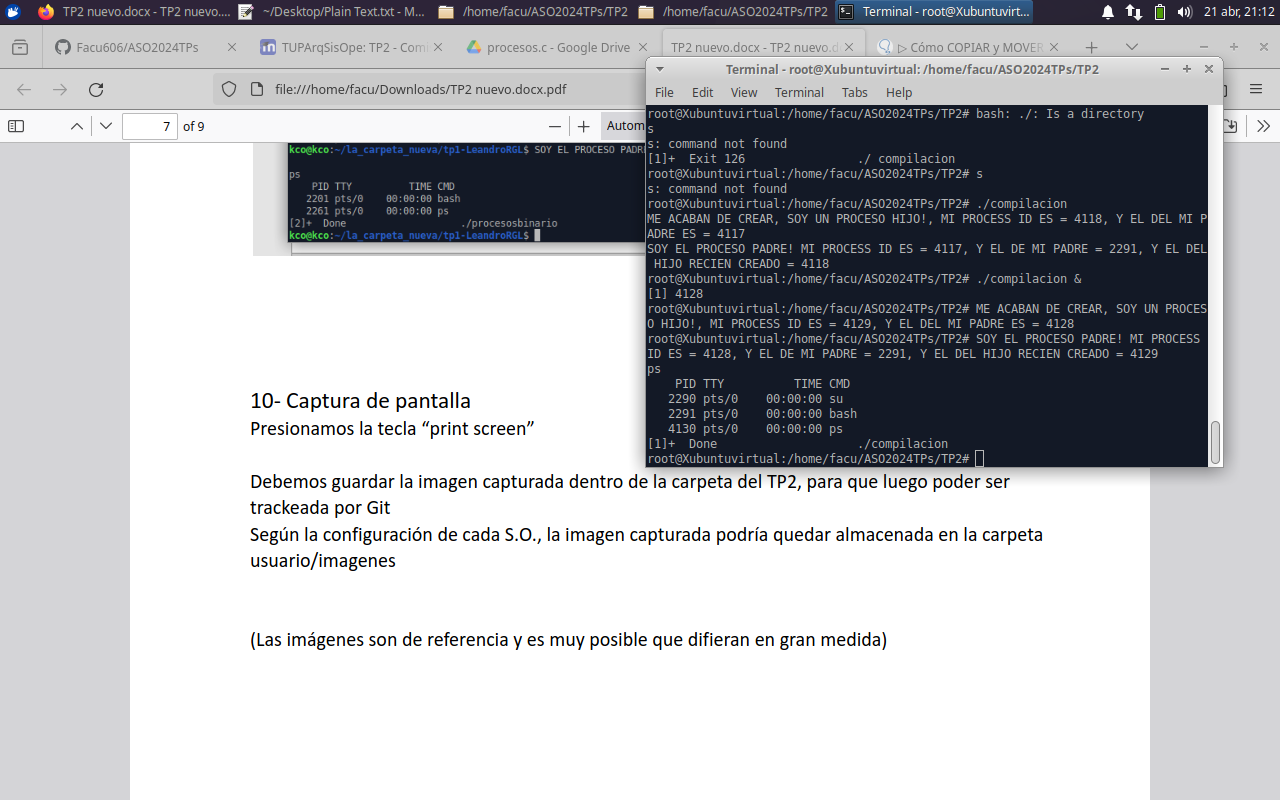 TP2 nuevo.docx - TP2 nuevo....
~/Desktop/Plain Text.txt - M...
/home/facu/ASO2024TPs/TP2
/home/facu/ASO2024TPs/TP2
Terminal - root@Xubuntuvirt...
21 abr, 21:12
Facu606/ASO2024TPs
TUPArqSisOpe: TP2 - Comi
procesos.c - Google Drive
TP2 nuevo.docx - TP2 nuevo.d
▷ Cómo COPIAR y MOVER
file:///home/facu/Downloads/TP2 nuevo.docx.pdf
7 of 9
Autom
kco@kco:~/la_carpeta_nueva/tp1-LeandroRGL$ SOY EL PROCESO PADRE
ps
PID TTY TIME CMD
2201 pts/0 00:00:00 bash
2261 pts/0 00:00:00 ps
[2]+ Done ./procesosbinario
kco@kco:~/la_carpeta_nueva/tp1-LeandroRGL$
10- Captura de pantalla
Presionamos la tecla “print screen”
Debemos guardar la imagen capturada dentro de la carpeta del TP2, para que luego poder ser
trackeada por Git
Según la configuración de cada S.O., la imagen capturada podría quedar almacenada en la carpeta
usuario/imagenes
(Las imágenes son de referencia y es muy posible que difieran en gran medida)
Terminal - root@Xubuntuvirtual: /home/facu/ASO2024TPs/TP2
File Edit View Terminal Tabs Help
root@Xubuntuvirtual:/home/facu/ASO2024TPs/TP2# bash: ./: Is a directory
s
s: command not found
[1]+ Exit 126 ./ compilacion
root@Xubuntuvirtual:/home/facu/ASO2024TPs/TP2# s
s: command not found
root@Xubuntuvirtual:/home/facu/ASO2024TPs/TP2# ./compilacion
ME ACABAN DE CREAR, SOY UN PROCESO HIJO!, MI PROCESS ID ES = 4118, Y EL DEL MI P
ADRE ES = 4117
SOY EL PROCESO PADRE! MI PROCESS ID ES = 4117, Y EL DE MI PADRE = 2291, Y EL DEL
HIJO RECIEN CREADO = 4118
root@Xubuntuvirtual:/home/facu/ASO2024TPs/TP2# ./compilacion &
[1] 4128
root@Xubuntuvirtual:/home/facu/ASO2024TPs/TP2# ME ACABAN DE CREAR, SOY UN PROCES
O HIJO!, MI PROCESS ID ES = 4129, Y EL DEL MI PADRE ES = 4128
root@Xubuntuvirtual:/home/facu/ASO2024TPs/TP2# SOY EL PROCESO PADRE! MI PROCESS
ID ES = 4128, Y EL DE MI PADRE = 2291, Y EL DEL HIJO RECIEN CREADO = 4129
ps
PID TTY TIME CMD
2290 pts/0 00:00:00 su
2291 pts/0 00:00:00 bash
4130 pts/0 00:00:00 ps
[1]+ Done ./compilacion
root@Xubuntuvirtual:/home/facu/ASO2024TPs/TP2#